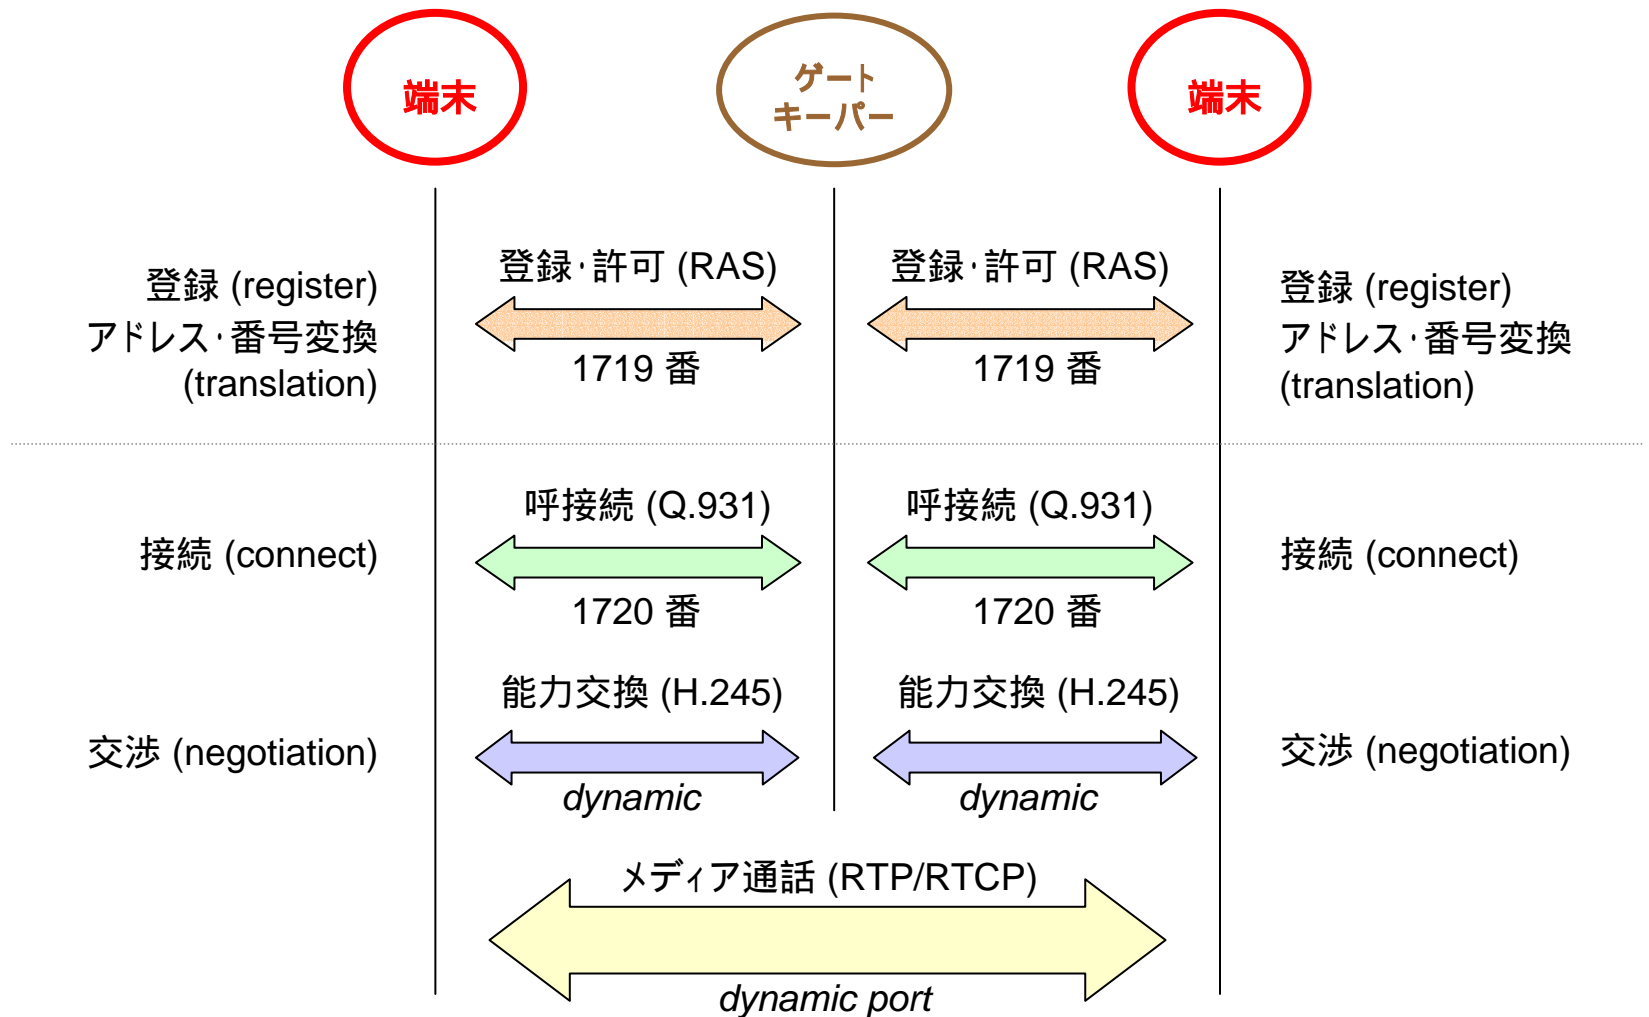 端末
ゲート
キーパー
端末
登録 (register)
アドレス・番号変換
(translation)
登録・許可 (RAS)
1719 番
登録・許可 (RAS)
1719 番
登録 (register)
アドレス・番号変換
(translation)
接続 (connect)
呼接続 (Q.931)
1720 番
呼接続 (Q.931)
1720 番
接続 (connect)
交渉 (negotiation)
能力交換 (H.245)
dynamic
能力交換 (H.245)
dynamic
交渉 (negotiation)
メディア通話 (RTP/RTCP)
dynamic port